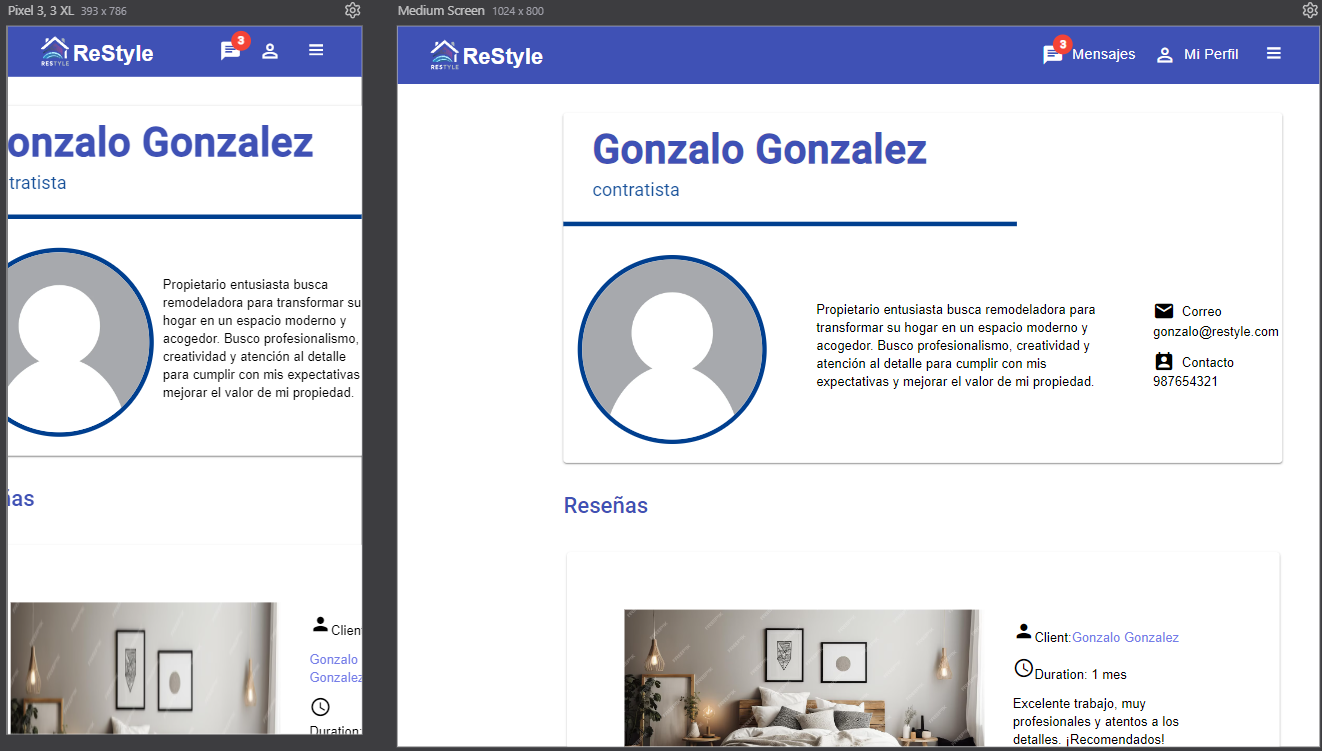 Pixel 3, 3 XL 393 x 786
RESTYLE
ReStyle
3
onzalo Gonzalez
tratista
Propietario entusiasta busca
remodeladora para transformar su
hogar en un espacio moderno y
acogedor. Busco profesionalismo,
creatividad y atención al detalle
para cumplir con mis expectativas
mejorar el valor de mi propiedad.
ñas
Clien
Gonzalo
Gonzalez
Duration:
Medium Screen 1024 x 800
RESTYLE
ReStyle
3
Mensajes
Mi Perfil
Gonzalo Gonzalez
contratista
Propietario entusiasta busca remodeladora para
transformar su hogar en un espacio moderno y
acogedor. Busco profesionalismo, creatividad y
atención al detalle para cumplir con mis
expectativas y mejorar el valor de mi propiedad.
Correo
gonzalo@restyle.com
Contacto
987654321
Reseñas
Client:Gonzalo Gonzalez
Duration: 1 mes
Excelente trabajo, muy
profesionales y atentos a los
detalles. ¡Recomendados!